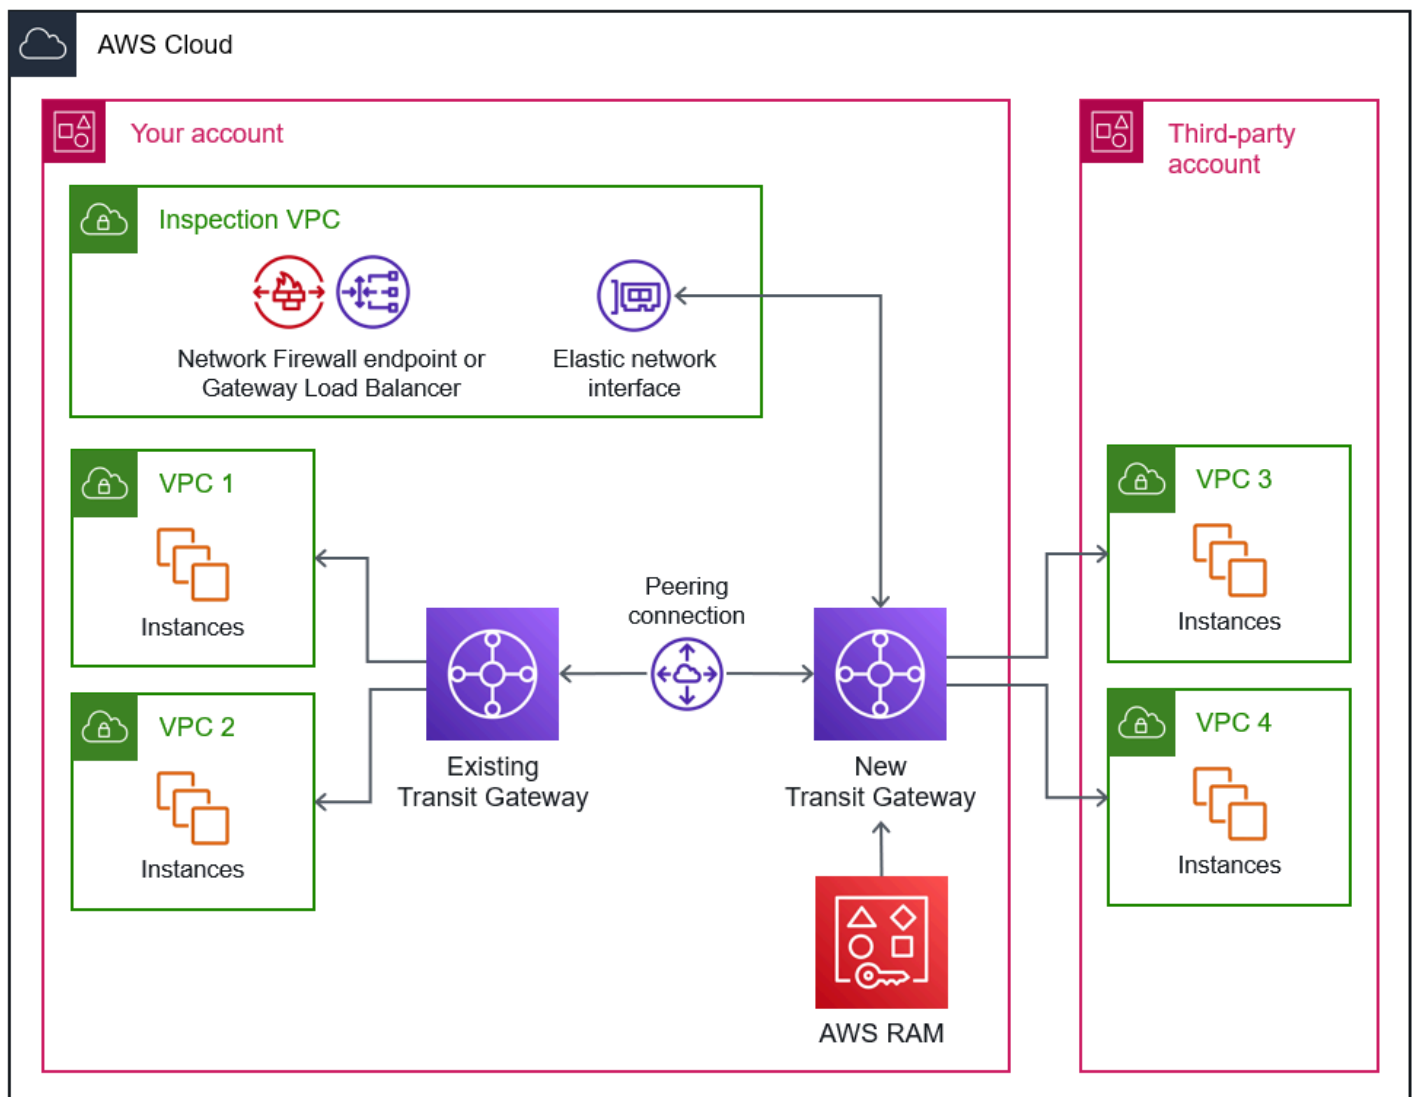 AWS Cloud
Your account
Third-party
account
Inspection VPC
Network Firewall endpoint or
Gateway Load Balancer
Elastic network
interface
VPC 1
Instances
VPC 2
Instances
Existing
Transit Gateway
Peering
connection
New
Transit Gateway
AWS RAM
VPC 3
Instances
VPC 4
Instances